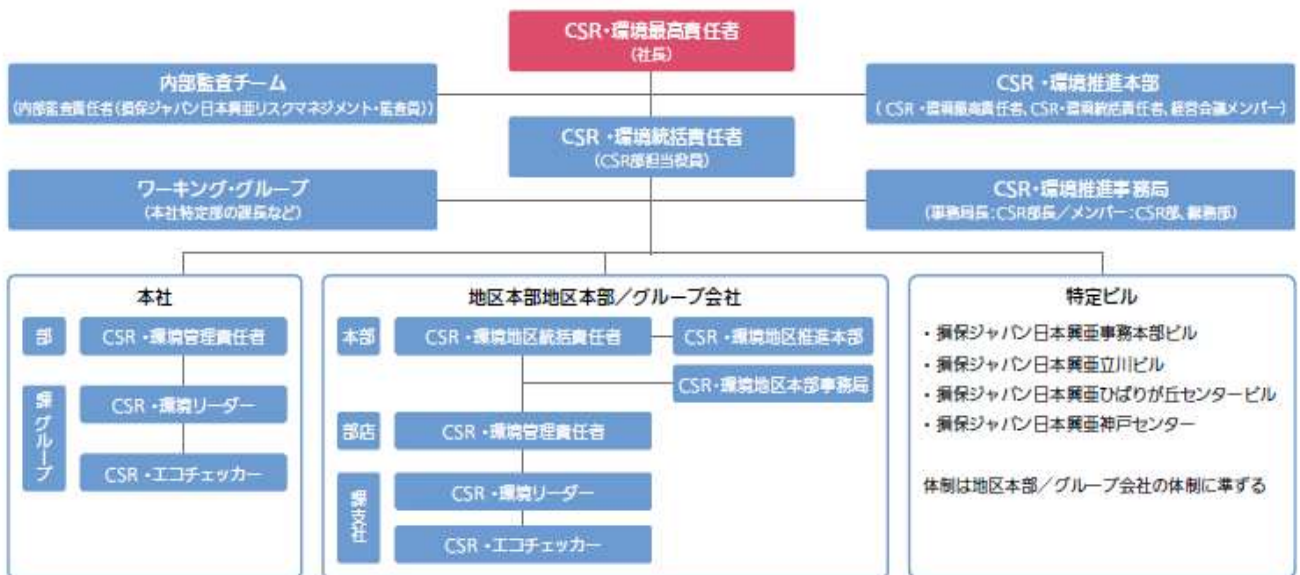 CSR・環境最高責任者
(社長)
内部監査チーム
(内部監査責任者(損保ジャパン日本興亜リスクマネジメント・監査員))
CSR・環境推進本部
(CSR・環境最高責任者、CSR・環境統括責任者、経営会議メンバー)
CSR・環境統括責任者
(CSR部担当役員)
ワーキング・グループ
(本社特定部の課長など)
CSR・環境推進事務局
(事務局長:CSR部長/メンバー:CSR部、総務部)
本社
部
CSR・環境管理責任者
課 グループ
CSR・環境リーダー
CSR・エコチェッカー
地区本部地区本部/グループ会社
本部
CSR・環境地区統括責任者
CSR・環境地区推進本部
CSR・環境地区本部事務局
部店
CSR・環境管理責任者
課支社
CSR・環境リーダー
CSR・エコチェッカー
特定ビル
・損保ジャパン日本興亜事務本部ビル
・損保ジャパン日本興亜立川ビル
・損保ジャパン日本興亜ひばりが丘センタービル
・損保ジャパン日本興亜神戸センター
体制は地区本部/グループ会社の体制に準ずる